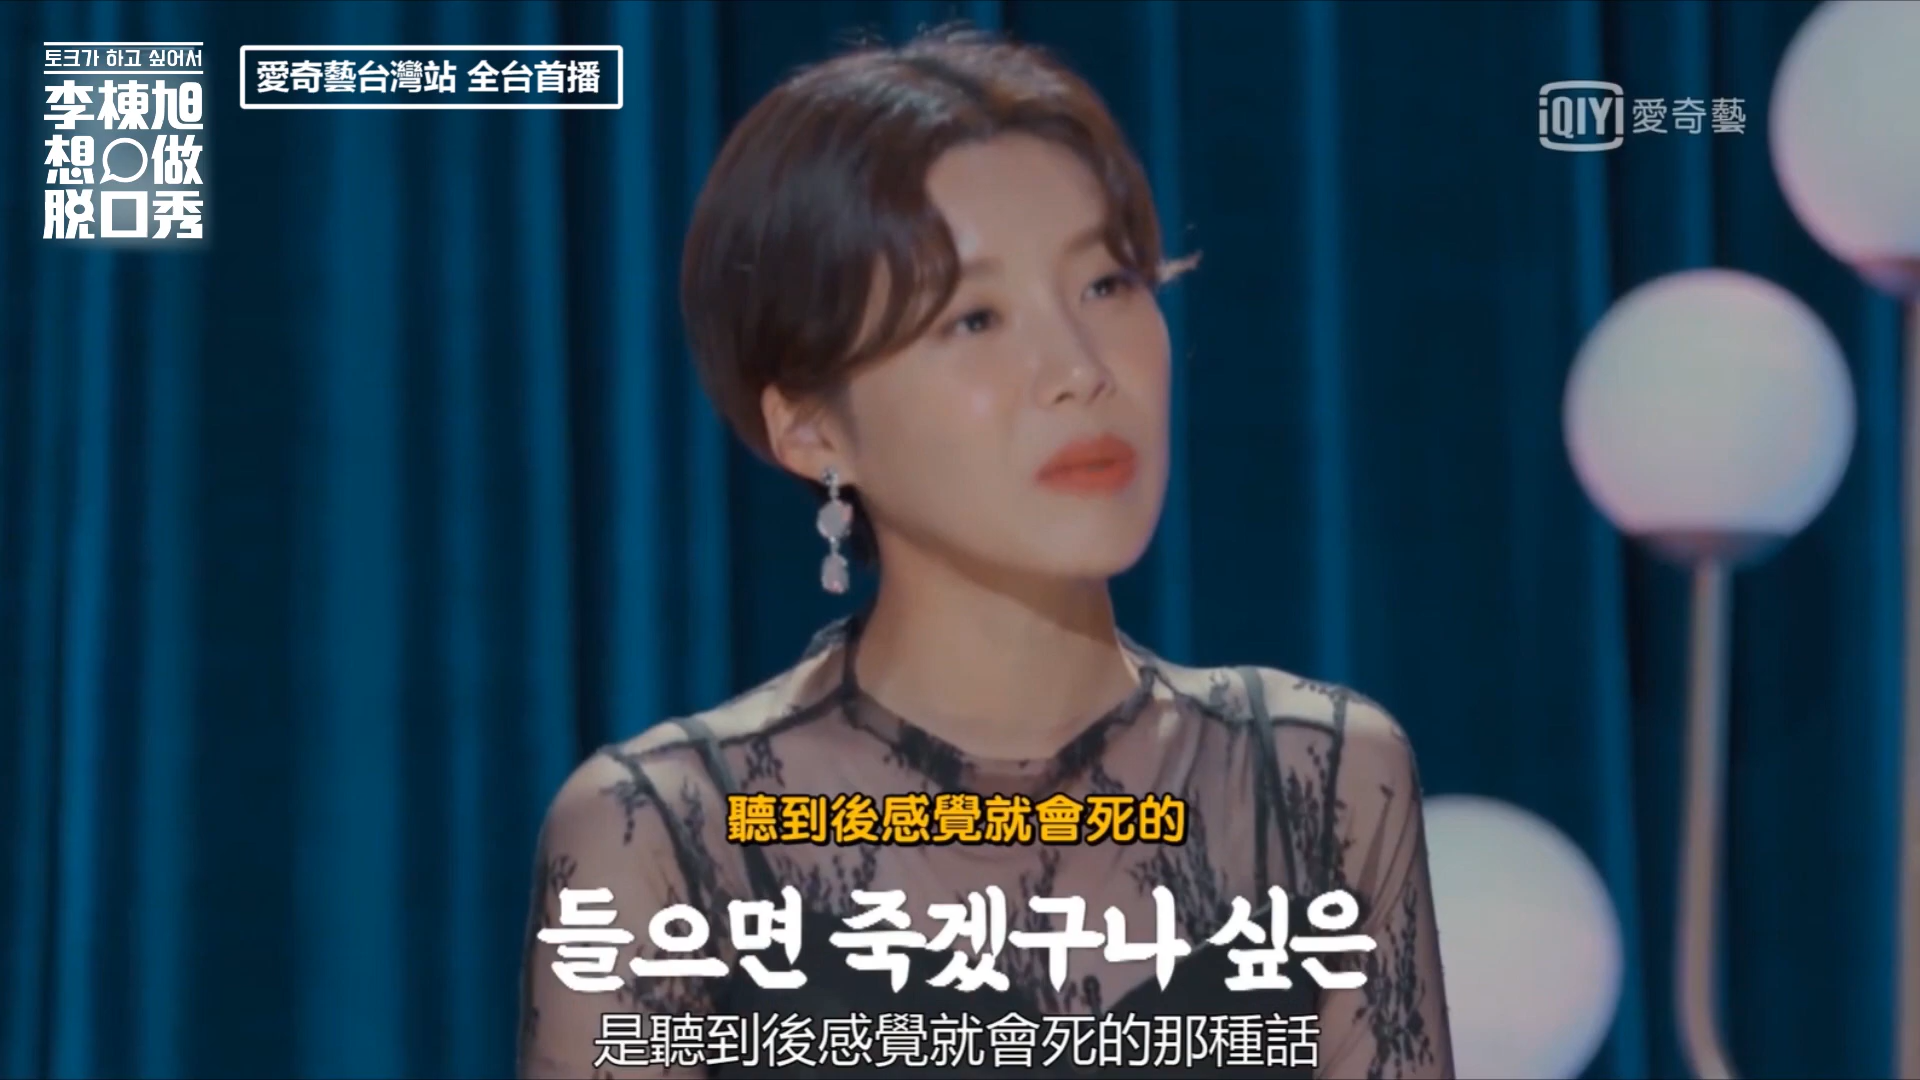 토크가 하고 싶어서
李棟旭
想做
脫口秀
愛奇藝台灣站 全台首播
iQIYI 愛奇藝
聽到後感覺就會死的
들으면 죽겠구나 싶은
是聽到後感覺就會死的那種話